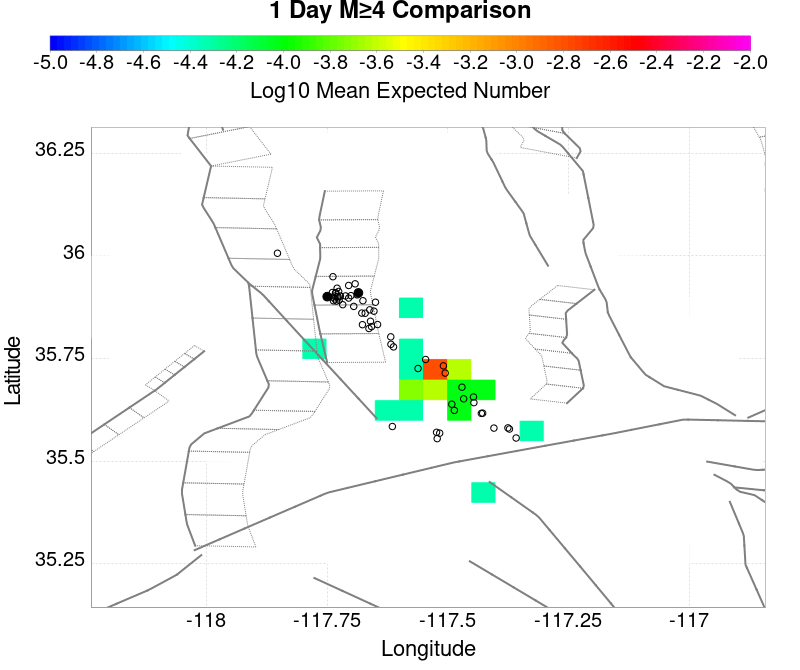 1 Day M≥4 Comparison
-5.0 -4.8 -4.6 -4.4 -4.2 -4.0 -3.8 -3.6 -3.4 -3.2 -3.0 -2.8 -2.6 -2.4 -2.2 -2.0
Log10 Mean Expected Number
36.25
36
35.75
35.5
35.25
Latitude
-118 -117.75 -117.5 -117.25 -117
Longitude